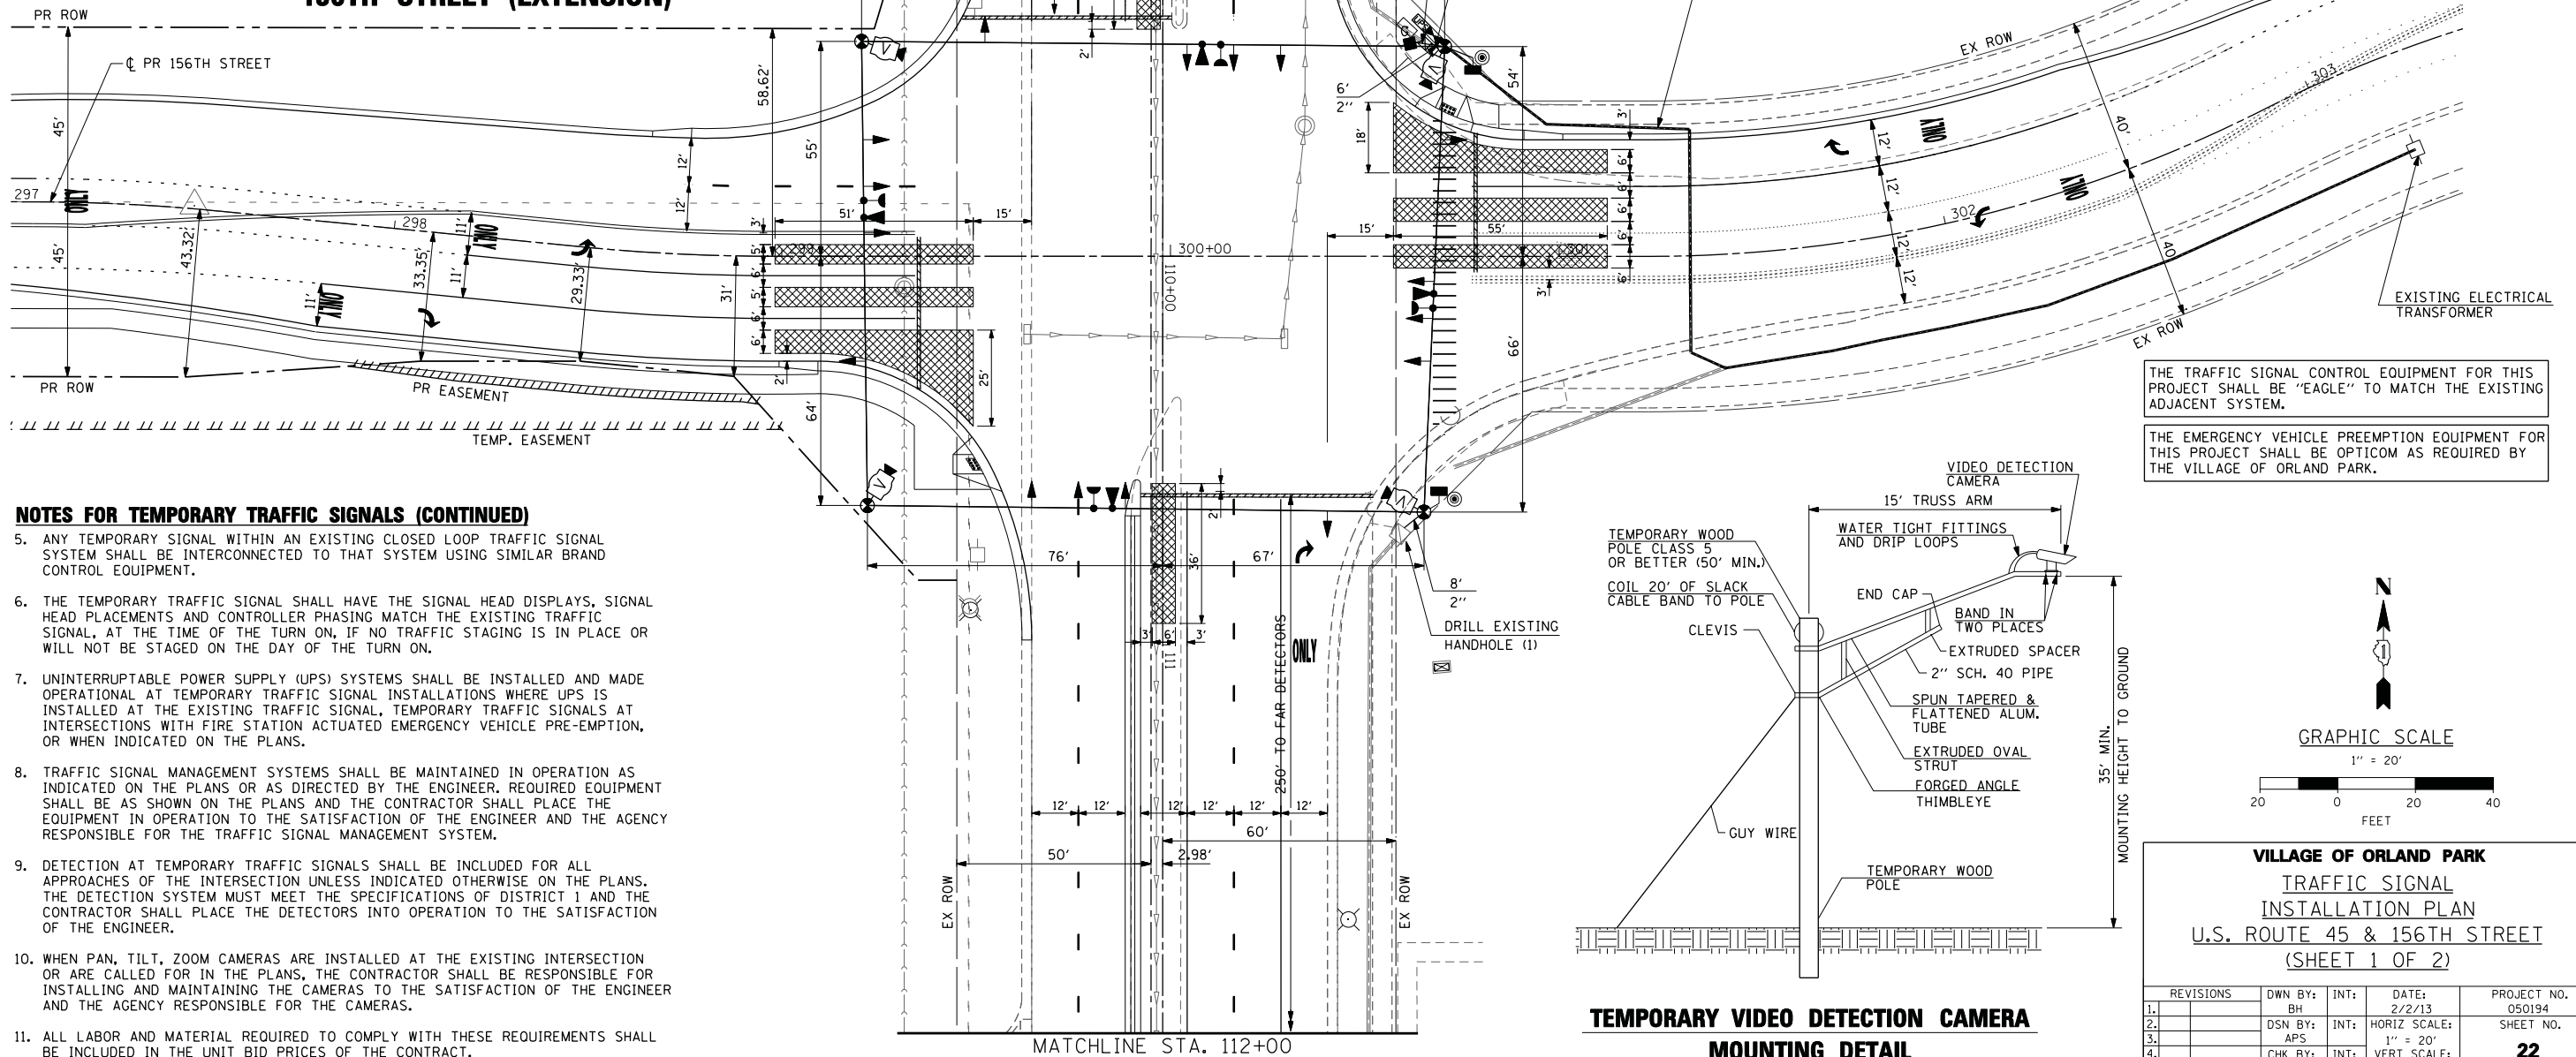 156TH STREET (EXTENSION)
PR ROW
℄ PR 156TH STREET
45'
45'
297
ONLY
43.32'
298
33.35'
11'
11'
11'
ONLY
ONLY
29.33'
31'
12'
12'
58.62'
55'
64'
51'
15'
3'
5'
6'
5'
6'
6'
2'
25'
299
PR ROW
PR EASEMENT
TEMP. EASEMENT
2'
V
V
V
V
300+00
110+00
6'
2''
18'
54'
66'
15'
55'
301
3'
6'
6'
6'
6'
6'
3'
EX ROW
303
302
ONLY
ONLY
12'
12'
12'
12'
40'
40'
EX ROW
EXISTING ELECTRICAL
TRANSFORMER
THE TRAFFIC SIGNAL CONTROL EQUIPMENT FOR THIS
PROJECT SHALL BE "EAGLE" TO MATCH THE EXISTING
ADJACENT SYSTEM.
THE EMERGENCY VEHICLE PREEMPTION EQUIPMENT FOR
THIS PROJECT SHALL BE OPTICOM AS REQUIRED BY
THE VILLAGE OF ORLAND PARK.
NOTES FOR TEMPORARY TRAFFIC SIGNALS (CONTINUED)
5. ANY TEMPORARY SIGNAL WITHIN AN EXISTING CLOSED LOOP TRAFFIC SIGNAL
SYSTEM SHALL BE INTERCONNECTED TO THAT SYSTEM USING SIMILAR BRAND
CONTROL EQUIPMENT.
6. THE TEMPORARY TRAFFIC SIGNAL SHALL HAVE THE SIGNAL HEAD DISPLAYS, SIGNAL
HEAD PLACEMENTS AND CONTROLLER PHASING MATCH THE EXISTING TRAFFIC
SIGNAL, AT THE TIME OF THE TURN ON, IF NO TRAFFIC STAGING IS IN PLACE OR
WILL NOT BE STAGED ON THE DAY OF THE TURN ON.
7. UNINTERRUPTABLE POWER SUPPLY (UPS) SYSTEMS SHALL BE INSTALLED AND MADE
OPERATIONAL AT TEMPORARY TRAFFIC SIGNAL INSTALLATIONS WHERE UPS IS
INSTALLED AT THE EXISTING TRAFFIC SIGNAL, TEMPORARY TRAFFIC SIGNALS AT
INTERSECTIONS WITH FIRE STATION ACTUATED EMERGENCY VEHICLE PRE-EMPTION,
OR WHEN INDICATED ON THE PLANS.
8. TRAFFIC SIGNAL MANAGEMENT SYSTEMS SHALL BE MAINTAINED IN OPERATION AS
INDICATED ON THE PLANS OR AS DIRECTED BY THE ENGINEER. REQUIRED EQUIPMENT
SHALL BE AS SHOWN ON THE PLANS AND THE CONTRACTOR SHALL PLACE THE
EQUIPMENT IN OPERATION TO THE SATISFACTION OF THE ENGINEER AND THE AGENCY
RESPONSIBLE FOR THE TRAFFIC SIGNAL MANAGEMENT SYSTEM.
9. DETECTION AT TEMPORARY TRAFFIC SIGNALS SHALL BE INCLUDED FOR ALL
APPROACHES OF THE INTERSECTION UNLESS INDICATED OTHERWISE ON THE PLANS.
THE DETECTION SYSTEM MUST MEET THE SPECIFICATIONS OF DISTRICT 1 AND THE
CONTRACTOR SHALL PLACE THE DETECTORS INTO OPERATION TO THE SATISFACTION
OF THE ENGINEER.
10. WHEN PAN, TILT, ZOOM CAMERAS ARE INSTALLED AT THE EXISTING INTERSECTION
OR ARE CALLED FOR IN THE PLANS, THE CONTRACTOR SHALL BE RESPONSIBLE FOR
INSTALLING AND MAINTAINING THE CAMERAS TO THE SATISFACTION OF THE ENGINEER
AND THE AGENCY RESPONSIBLE FOR THE CAMERAS.
11. ALL LABOR AND MATERIAL REQUIRED TO COMPLY WITH THESE REQUIREMENTS SHALL
BE INCLUDED IN THE UNIT BID PRICES OF THE CONTRACT.
76'
67'
2'
36'
3'
6'
3'
111
ONLY
250' TO FAR DETECTORS
8'
2''
DRILL EXISTING
HANDHOLE (1)
12'
12'
12'
12'
12'
12'
60'
50'
2.98'
EX ROW
EX ROW
MATCHLINE STA. 112+00
VIDEO DETECTION
CAMERA
15' TRUSS ARM
WATER TIGHT FITTINGS
AND DRIP LOOPS
TEMPORARY WOOD
POLE CLASS 5
OR BETTER (50' MIN.)
COIL 20' OF SLACK
CABLE BAND TO POLE
CLEVIS
END CAP
BAND IN
TWO PLACES
EXTRUDED SPACER
2'' SCH. 40 PIPE
SPUN TAPERED &
FLATTENED ALUM.
TUBE
EXTRUDED OVAL
STRUT
FORGED ANGLE
THIMBLEYE
GUY WIRE
TEMPORARY WOOD
POLE
35' MIN.
MOUNTING HEIGHT TO GROUND
TEMPORARY VIDEO DETECTION CAMERA
MOUNTING DETAIL
N
1
GRAPHIC SCALE
1'' = 20'
20 0 20 40
FEET
VILLAGE OF ORLAND PARK
TRAFFIC SIGNAL
INSTALLATION PLAN
U.S. ROUTE 45 & 156TH STREET
(SHEET 1 OF 2)
REVISIONS
1.
2.
3.
4.
DWN BY:
BH
INT:
DATE:
2/2/13
PROJECT NO.
050194
DSN BY:
APS
INT:
HORIZ SCALE:
1'' = 20'
SHEET NO.
22
CHK BY:
INT:
VERT SCALE: